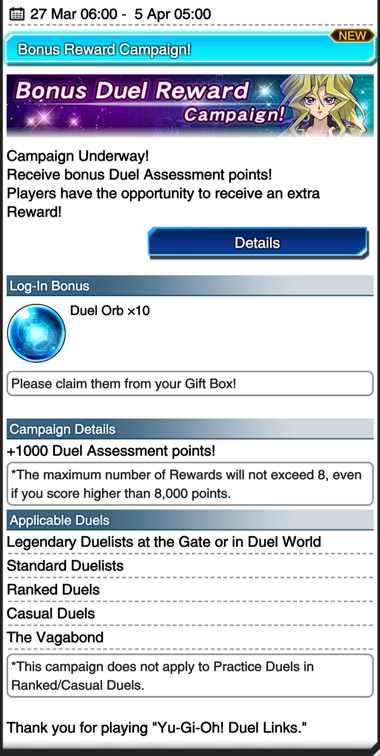 27 Mar 06:00 - 5 Apr 05:00
NEW
Bonus Reward Campaign!
Bonus Duel Reward
Campaign!
Campaign Underway!
Receive bonus Duel Assessment points!
Players have the opportunity to receive an extra
Reward!
Details
Log-In Bonus
Duel Orb ×10
Please claim them from your Gift Box!
Campaign Details
+1000 Duel Assessment points!
*The maximum number of Rewards will not exceed 8, even
if you score higher than 8,000 points.
Applicable Duels
Legendary Duelists at the Gate or in Duel World
Standard Duelists
Ranked Duels
Casual Duels
The Vagabond
*This campaign does not apply to Practice Duels in
Ranked/Casual Duels.
Thank you for playing "Yu-Gi-Oh! Duel Links."